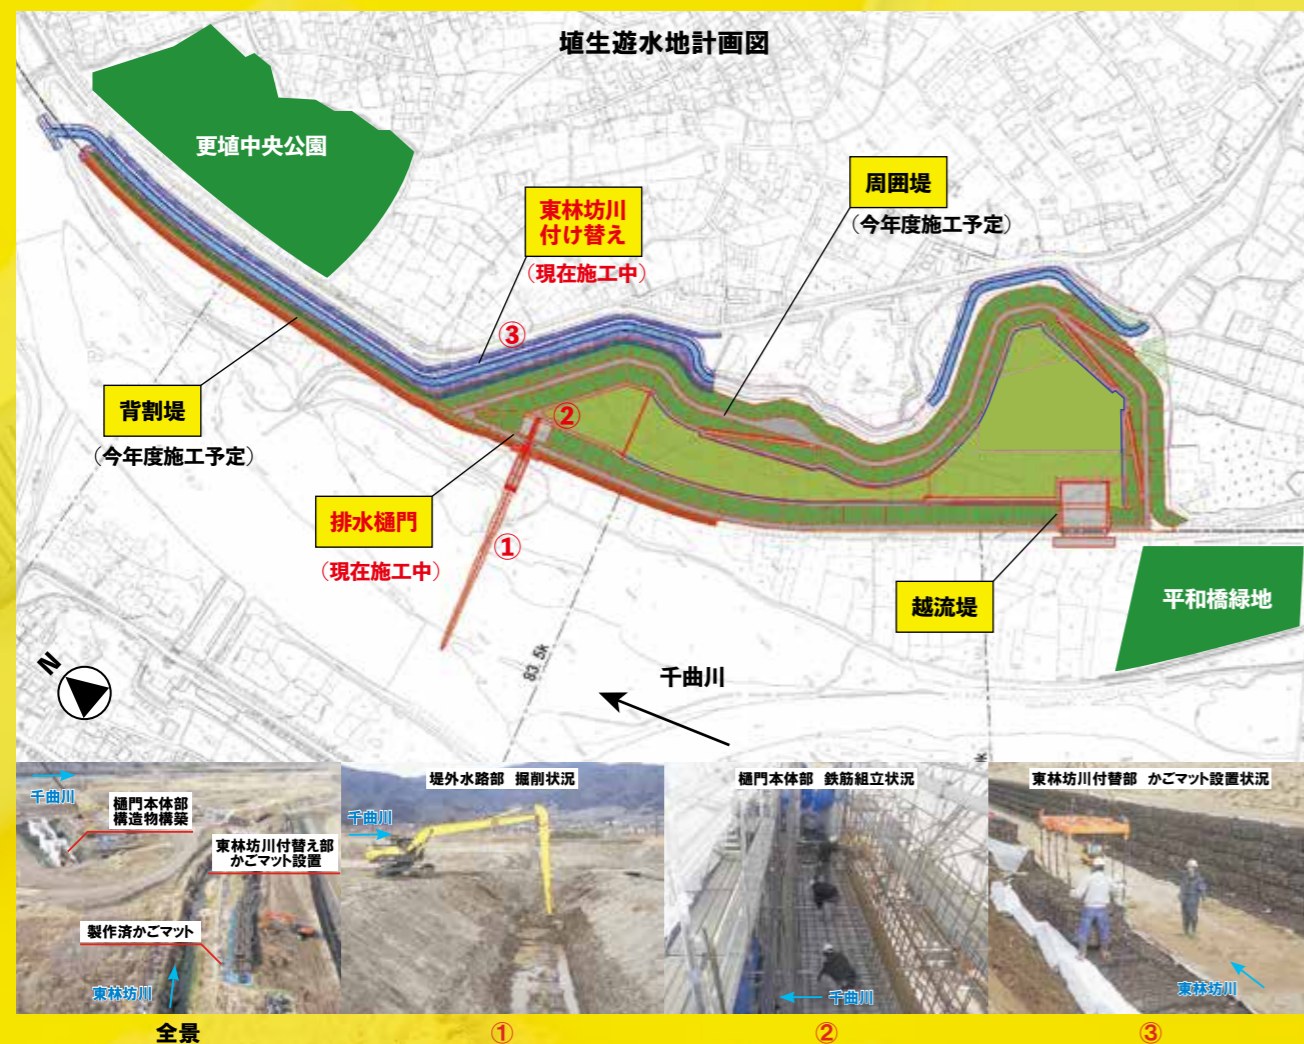 埴生遊水地計画図
更埴中央公園
周囲堤
(今年度施工予定)
東林坊川
付け替え
(現在施工中)
③
背割堤
(今年度施工予定)
②
排水樋門
(現在施工中)
①
越流堤
平和橋緑地
N
83.5k
千曲川
千曲川
樋門本体部
構造物構築
東林坊川付替え部
かごマット設置
製作済かごマット
東林坊川
全景
堤外水路部 掘削状況
千曲川
①
樋門本体部 鉄筋組立状況
千曲川
②
東林坊川付替部 かごマット設置状況
東林坊川
③